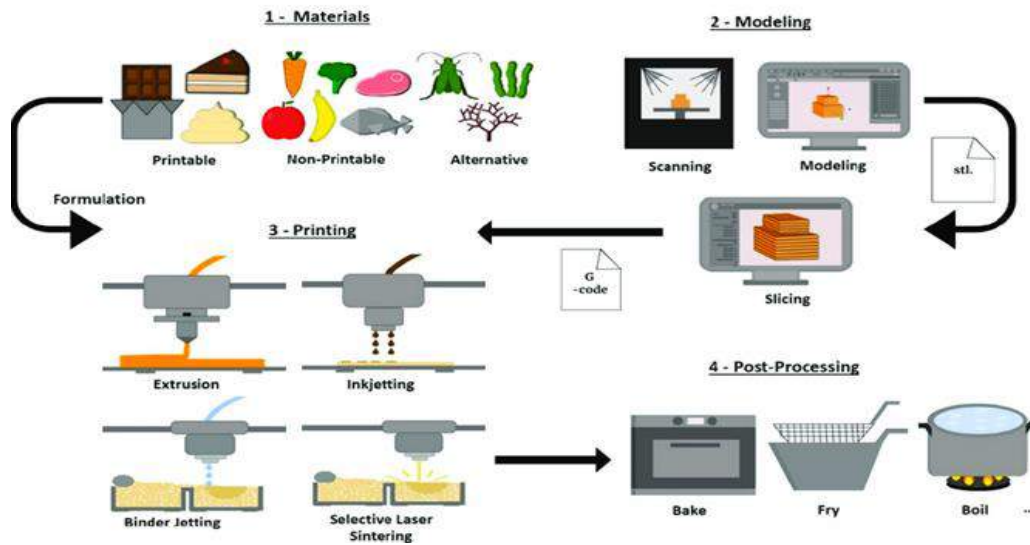 1 - Materials
Printable
Non-Printable
Alternative
Formulation
2 - Modeling
Scanning
Modeling
stl.
Slicing
G
-code
3 - Printing
Extrusion
Inkjetting
Binder Jetting
Selective Laser
Sintering
4 - Post-Processing
Bake
Fry
Boil
...